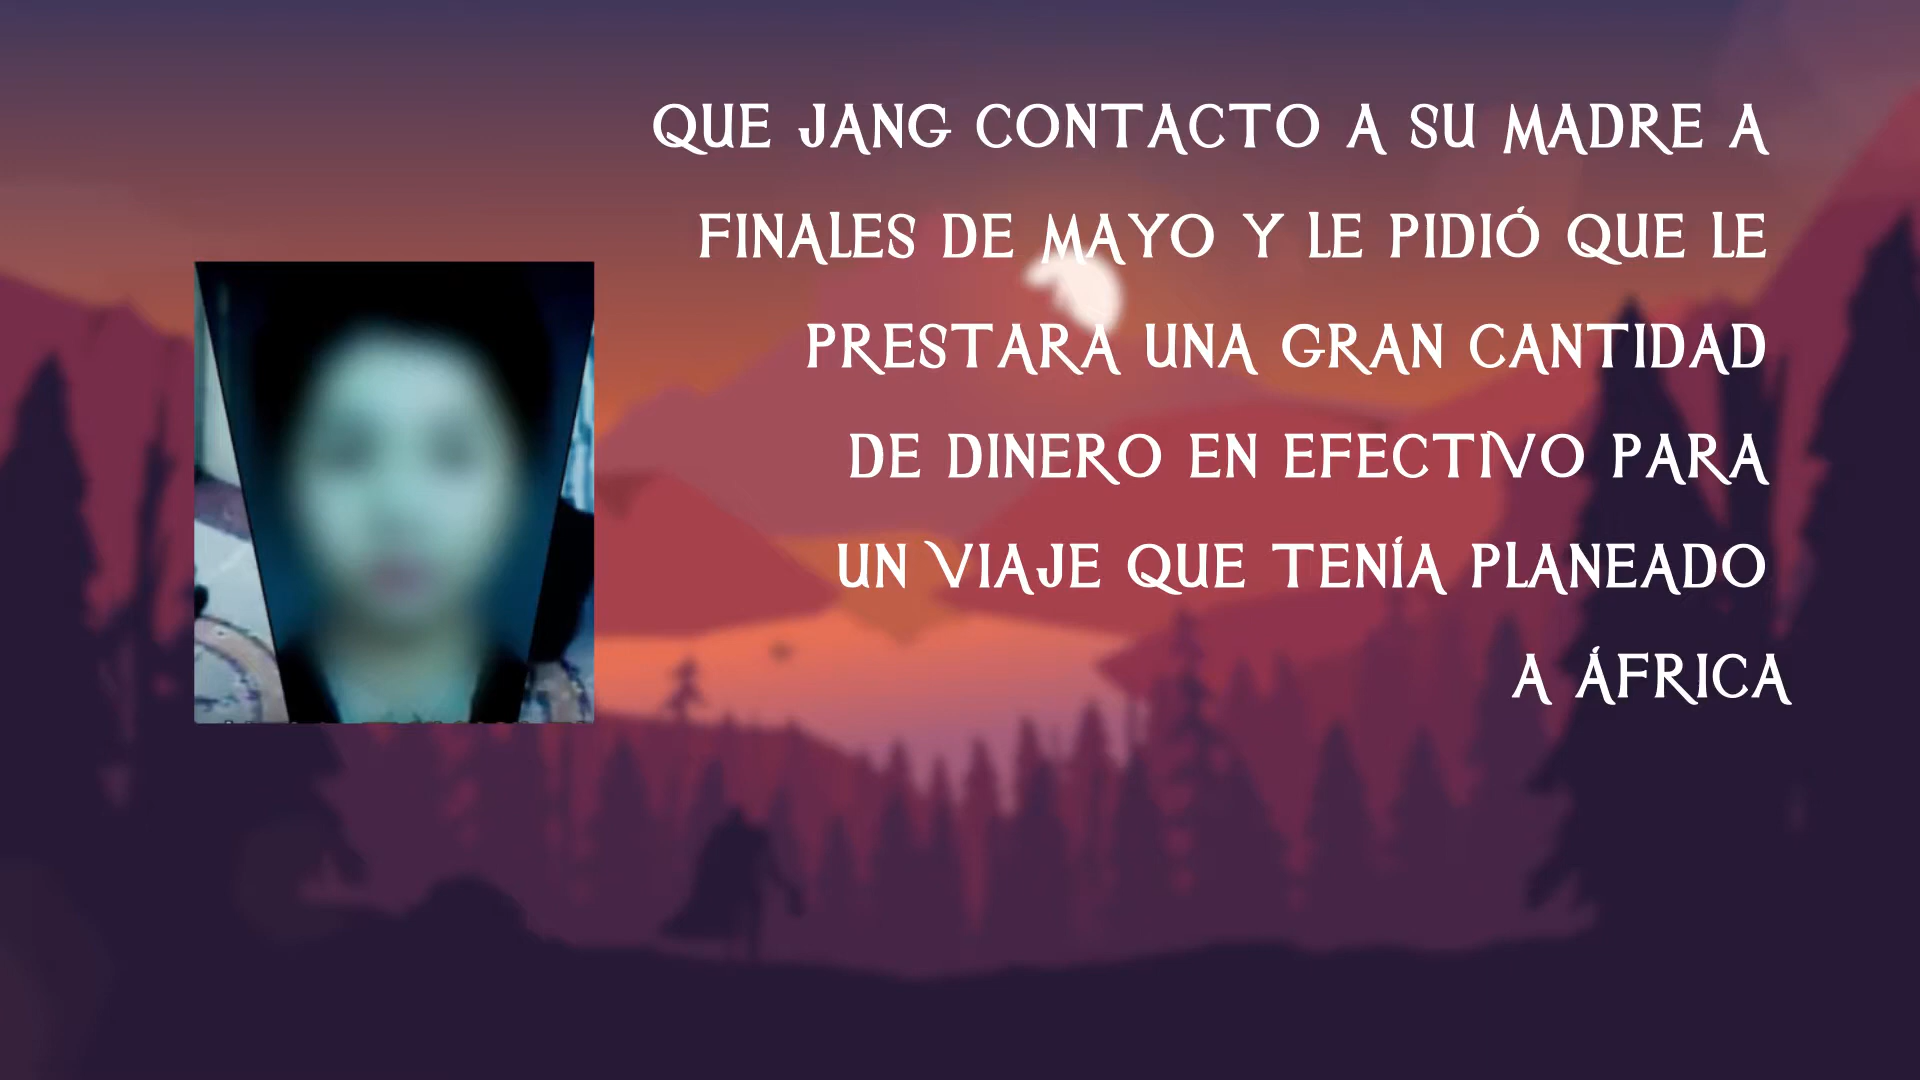 QUE JANG CONTACTO A SU MADRE A
FINALES DE MAYO Y LE PIDIÓ QUE LE
PRESTARA UNA GRAN CANTIDAD
DE DINERO EN EFECTIVO PARA
UN VIAJE QUE TENÍA PLANEADO
A ÁFRICA